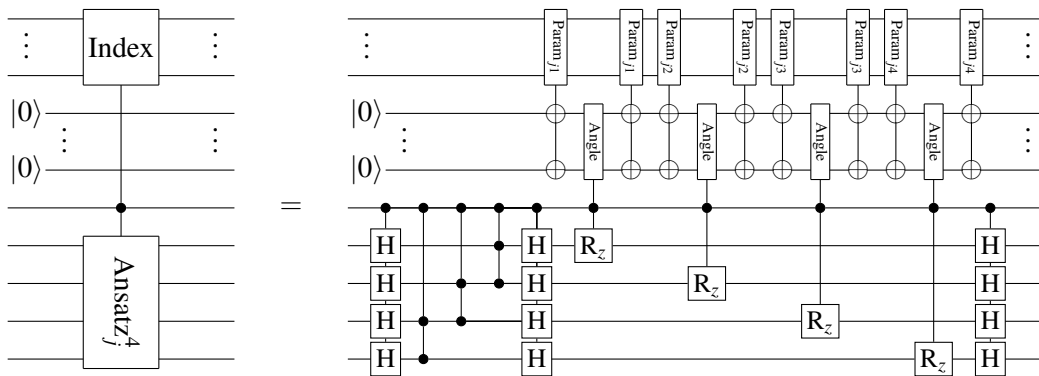 Index
Param_j1 Param_j1 Param_j2 Param_j2 Param_j3 Param_j3 Param_j4 Param_j4
|0⟩ |0⟩
Angle Angle Angle Angle
|0⟩ |0⟩
=
H H R_z H
H H R_z H
H H R_z H
H H R_z H
Ansatz_j^4